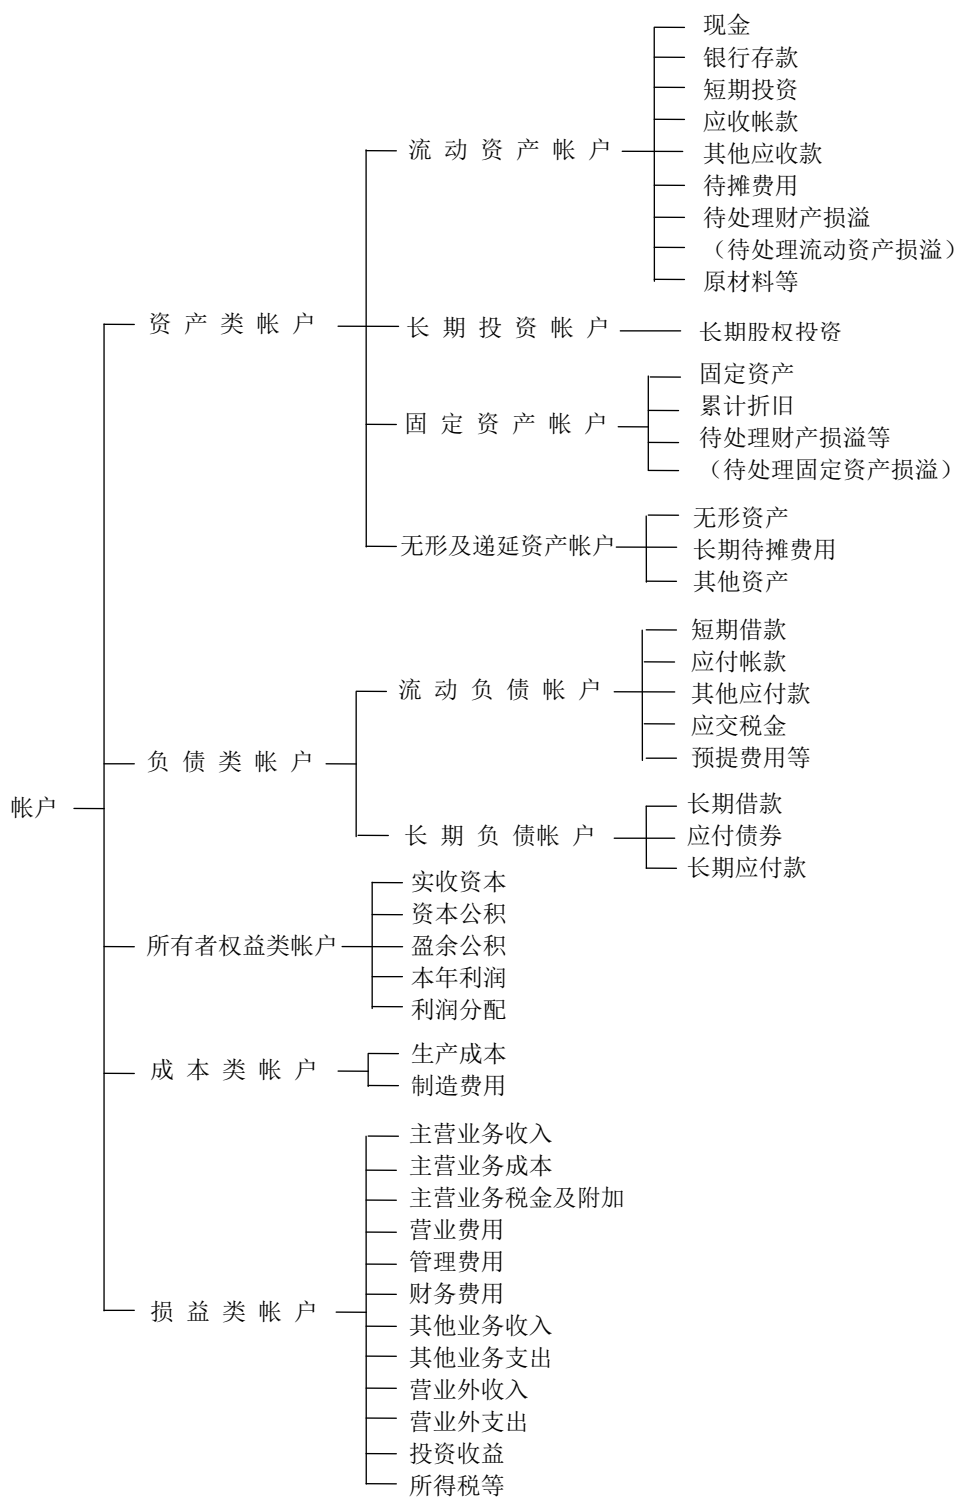 帐户
资产类帐户
流动资产帐户
现金
银行存款
短期投资
应收帐款
其他应收款
待摊费用
待处理财产损溢
（待处理流动资产损溢）
原材料等
长期投资帐户
长期股权投资
固定资产帐户
固定资产
累计折旧
待处理财产损溢等
（待处理固定资产损溢）
无形及递延资产帐户
无形资产
长期待摊费用
其他资产
负债类帐户
流动负债帐户
短期借款
应付帐款
其他应付款
应交税金
预提费用等
长期负债帐户
长期借款
应付债券
长期应付款
所有者权益类帐户
实收资本
资本公积
盈余公积
本年利润
利润分配
成本类帐户
生产成本
制造费用
损益类帐户
主营业务收入
主营业务成本
主营业务税金及附加
营业费用
管理费用
财务费用
其他业务收入
其他业务支出
营业外收入
营业外支出
投资收益
所得税等